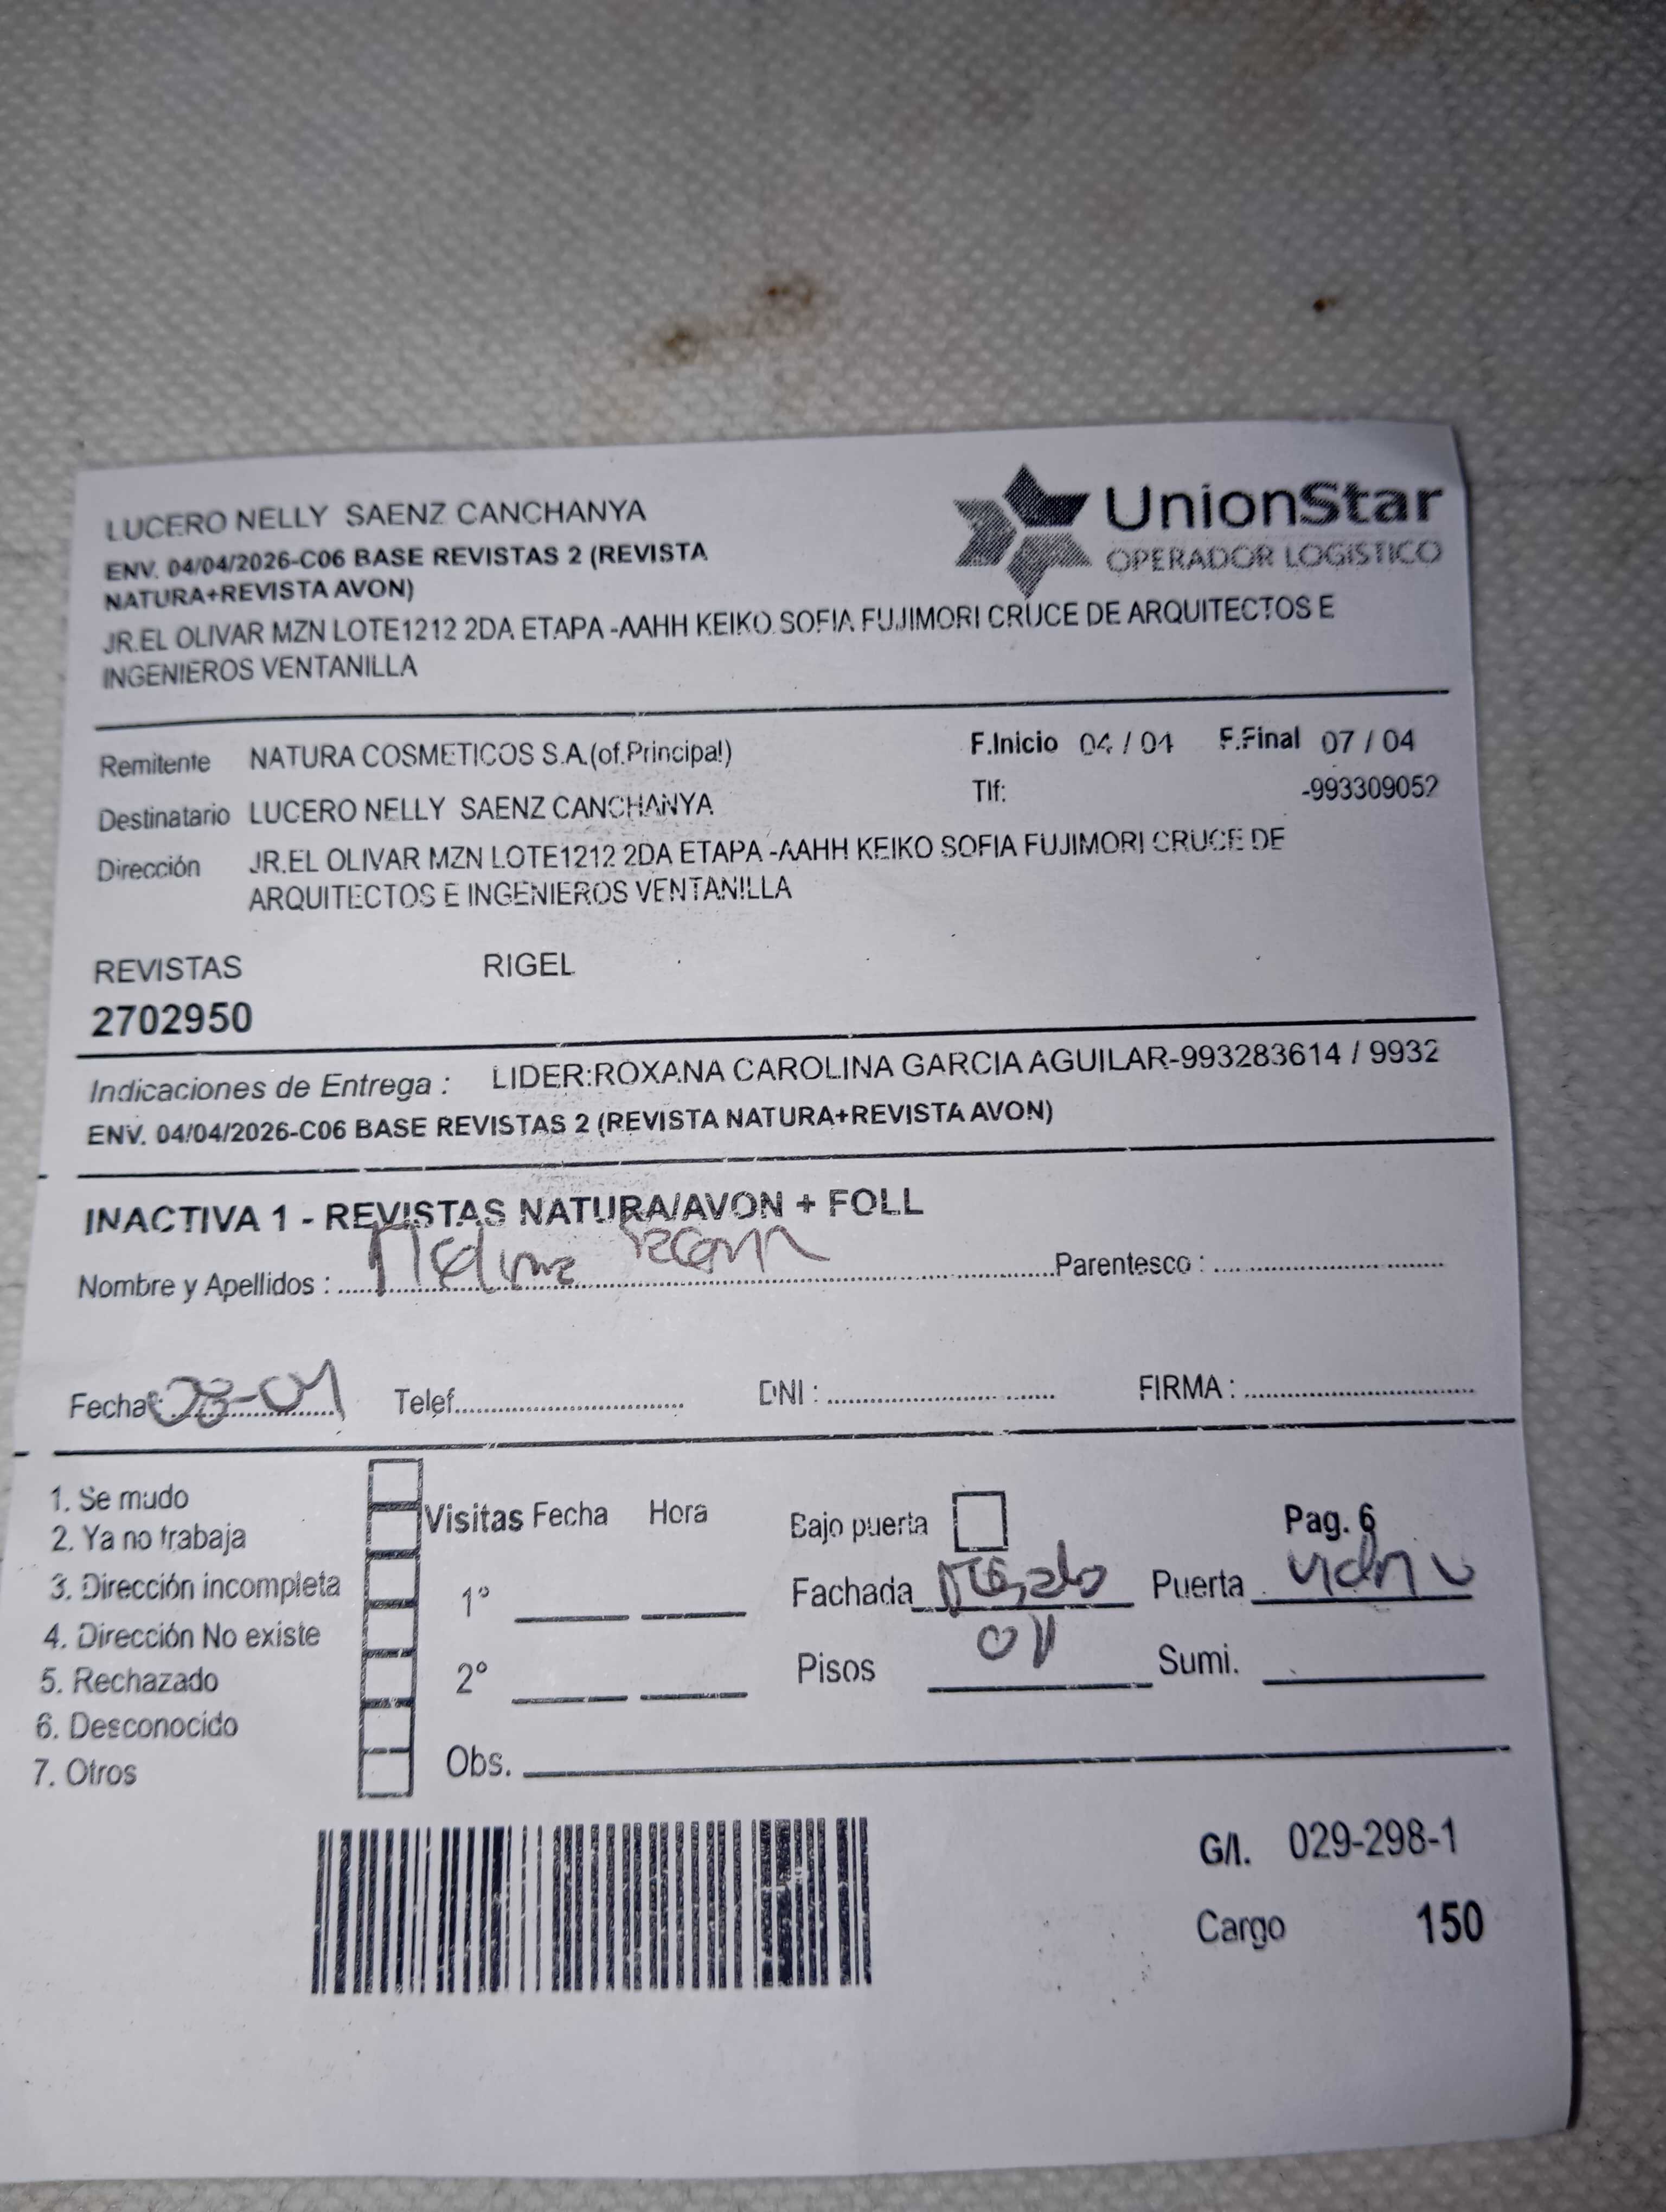 LUCERO NELLY SAENZ CANCHANYA
UnionStar
OPERADOR LOGISTICO
ENV. 04/04/2026-C06 BASE REVISTAS 2 (REVISTA
NATURA+REVISTA AVON)
JR.EL OLIVAR MZN LOTE1212 2DA ETAPA -AAHH KEIKO SOFIA FUJIMORI CRUCE DE ARQUITECTOS E
INGENIEROS VENTANILLA
Remitente NATURA COSMETICOS S.A.(of.Principal) F.Inicio 04 / 04 F.Final 07 / 04
Tlf: -993309052
Destinatario LUCERO NELLY SAENZ CANCHANYA
Dirección JR.EL OLIVAR MZN LOTE1212 2DA ETAPA -AAHH KEIKO SOFIA FUJIMORI CRUCE DE
ARQUITECTOS E INGENIEROS VENTANILLA
REVISTAS RIGEL
2702950
Indicaciones de Entrega : LIDER:ROXANA CAROLINA GARCIA AGUILAR-993283614 / 9932
ENV. 04/04/2026-C06 BASE REVISTAS 2 (REVISTA NATURA+REVISTA AVON)
INACTIVA 1 - REVISTAS NATURA/AVON + FOLL
Nombre y Apellidos : Parentesco :
Fecha: Telef. DNI : FIRMA :
1. Se mudo
2. Ya no trabaja
3. Dirección incompleta
4. Dirección No existe
5. Rechazado
6. Desconocido
7. Otros
Visitas Fecha Hora
1°
2°
Obs.
Bajo puerta Pag. 6
Fachada Puerta
Pisos Sumi.
G/I. 029-298-1
Cargo 150